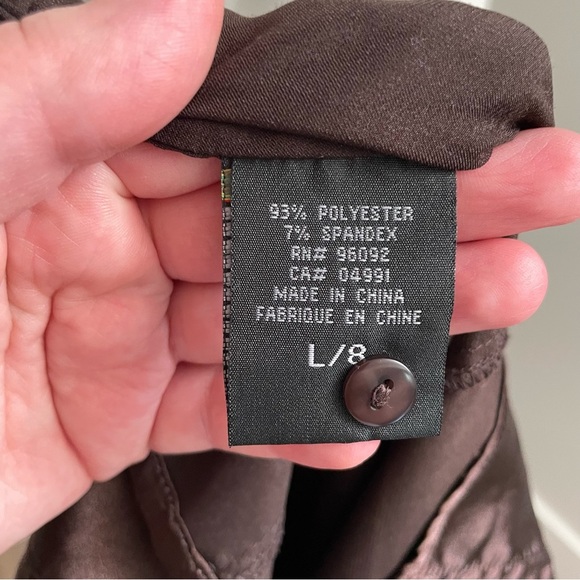 93% POLYESTER
7% SPANDEX
RN# 96092
CA# 04991
MADE IN CHINA
FABRIQUE EN CHINE
L/8